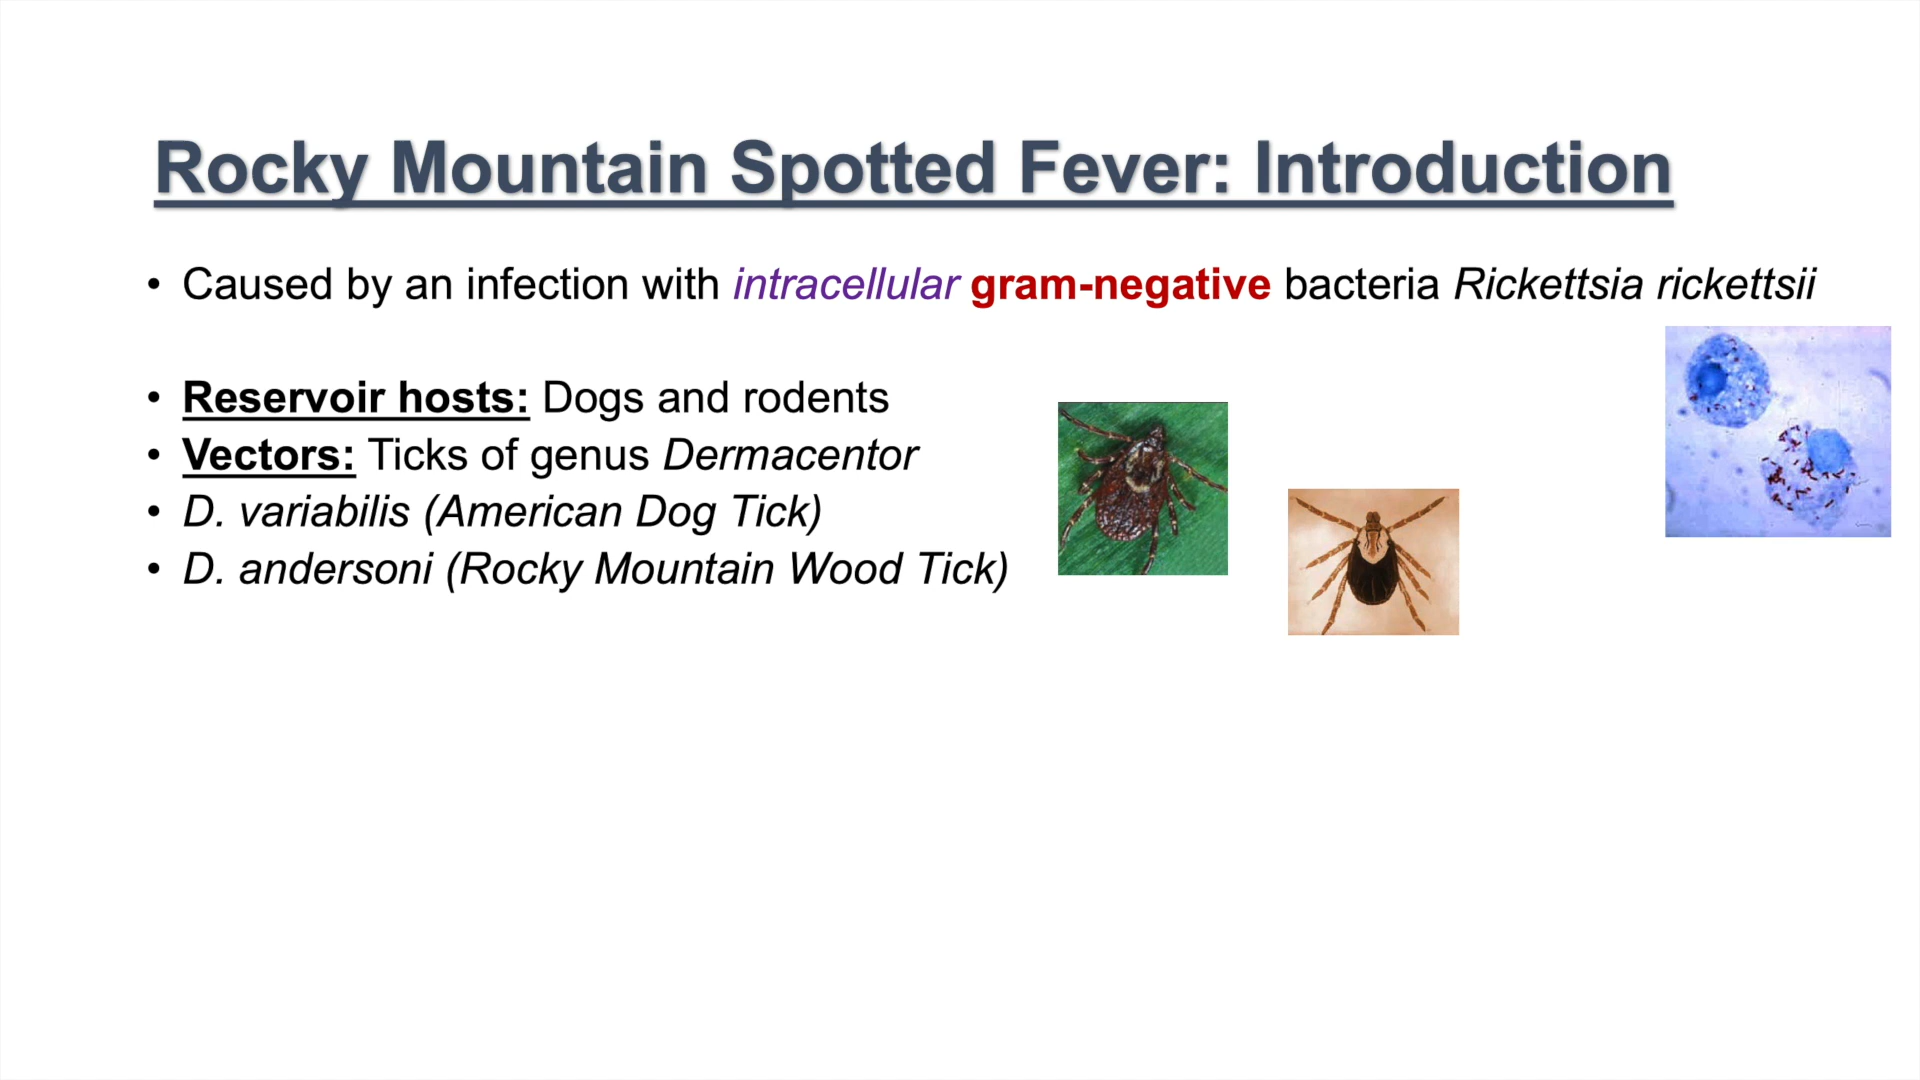 Rocky Mountain Spotted Fever: Introduction
• Caused by an infection with intracellular gram-negative bacteria Rickettsia rickettsii
• Reservoir hosts: Dogs and rodents
• Vectors: Ticks of genus Dermacentor
• D. variabilis (American Dog Tick)
• D. andersoni (Rocky Mountain Wood Tick)